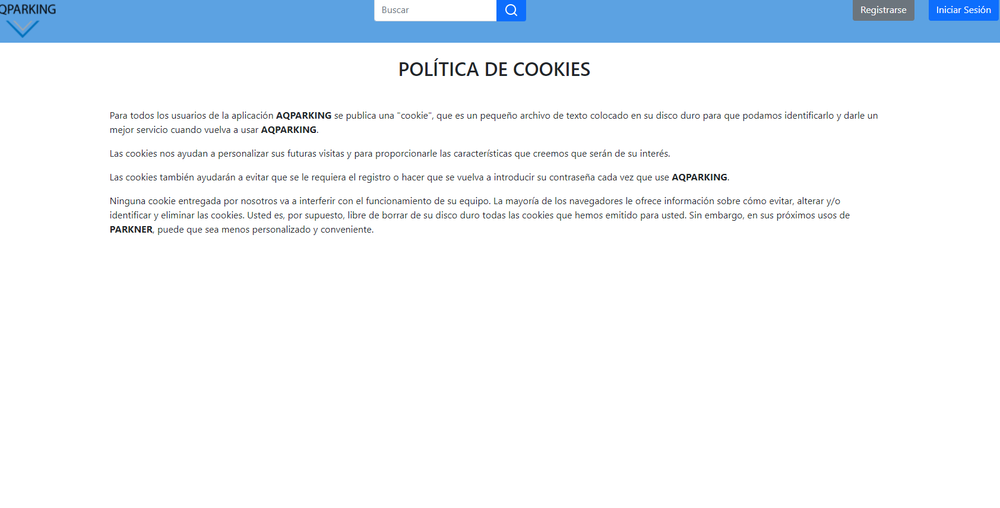 QPARKING
Buscar
Registrarse
Iniciar Sesión
POLÍTICA DE COOKIES
Para todos los usuarios de la aplicación AQPARKING se publica una "cookie", que es un pequeño archivo de texto colocado en su disco duro para que podamos identificarlo y darle un
mejor servicio cuando vuelva a usar AQPARKING.
Las cookies nos ayudan a personalizar sus futuras visitas y para proporcionarle las características que creemos que serán de su interés.
Las cookies también ayudarán a evitar que se le requiera el registro o hacer que se vuelva a introducir su contraseña cada vez que use AQPARKING.
Ninguna cookie entregada por nosotros va a interferir con el funcionamiento de su equipo. La mayoría de los navegadores le ofrece información sobre cómo evitar, alterar y/o
identificar y eliminar las cookies. Usted es, por supuesto, libre de borrar de su disco duro todas las cookies que hemos emitido para usted. Sin embargo, en sus próximos usos de
PARKNER, puede que sea menos personalizado y conveniente.